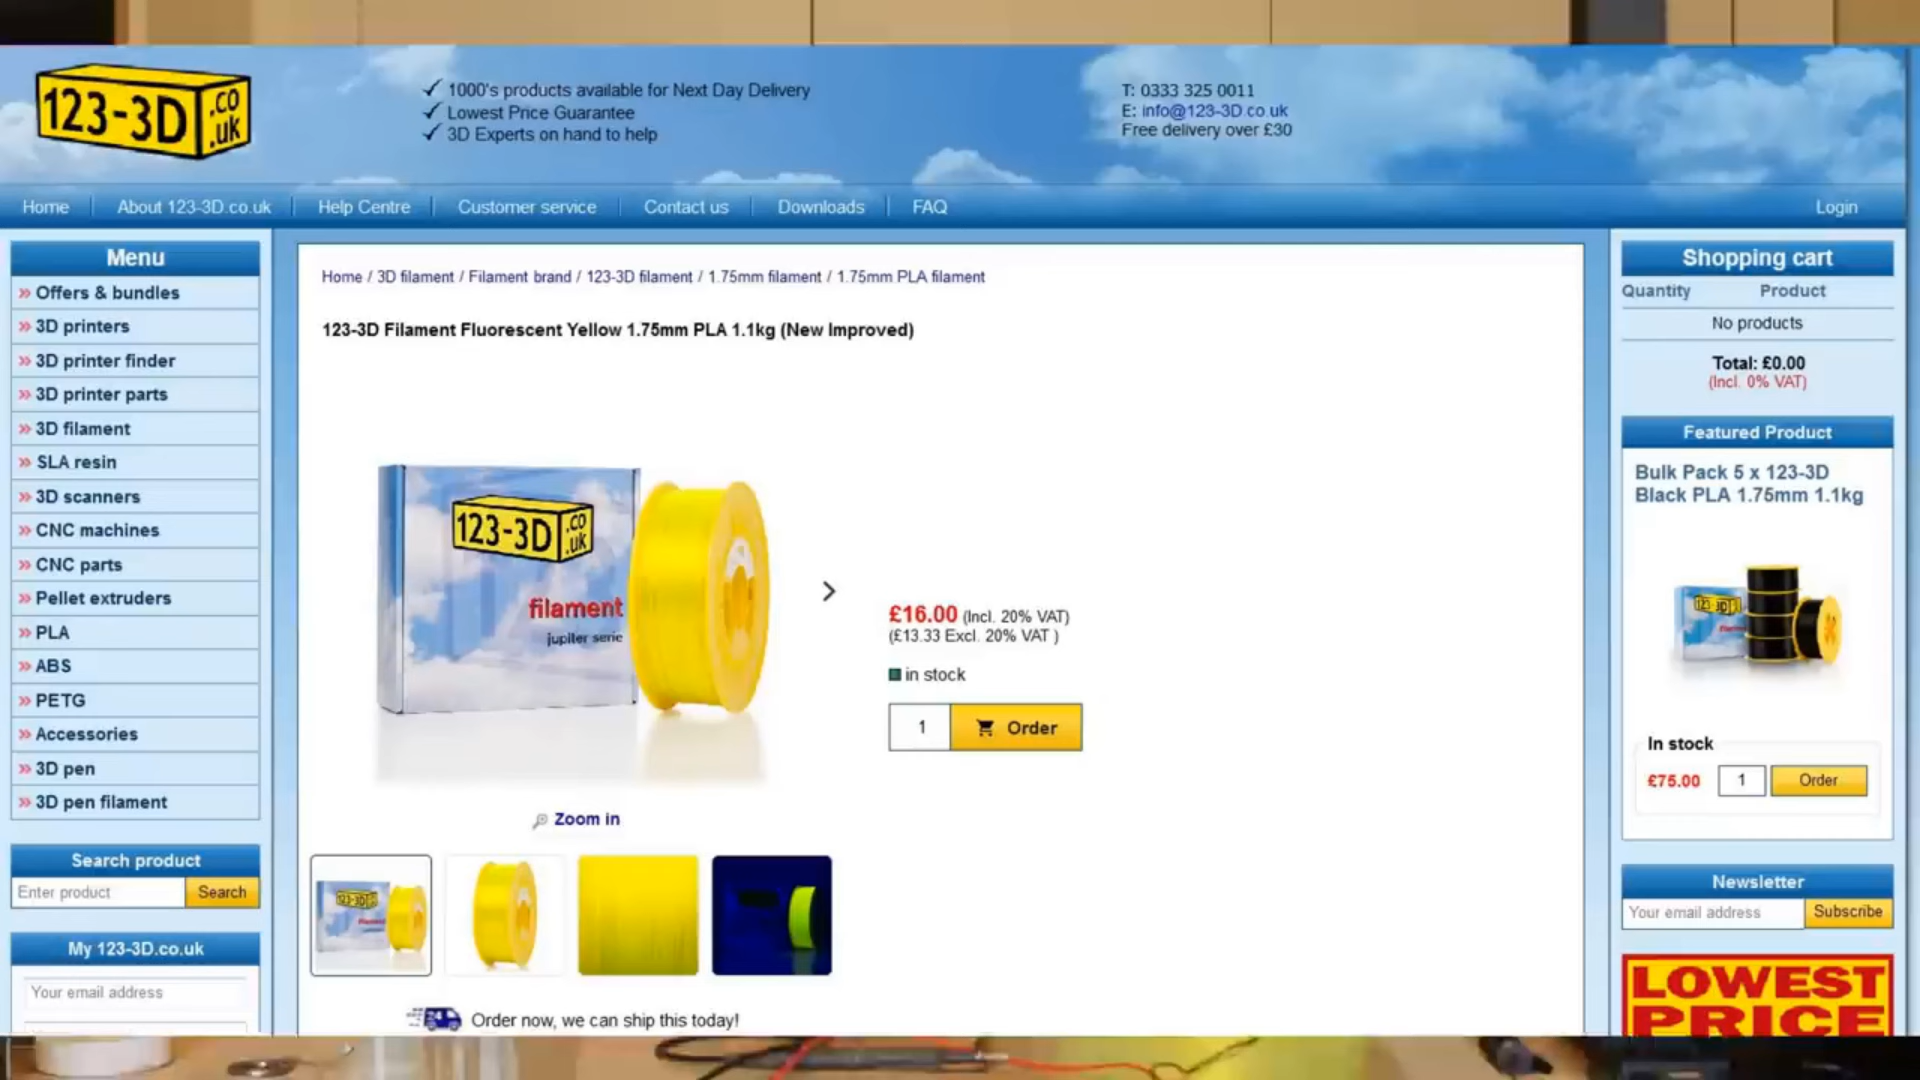 123-3D .co .uk
1000's products available for Next Day Delivery
Lowest Price Guarantee
3D Experts on hand to help
T: 0333 325 0011
E: info@123-3D.co.uk
Free delivery over £30
Home
About 123-3D.co.uk
Help Centre
Customer service
Contact us
Downloads
FAQ
Login
Menu
» Offers & bundles
» 3D printers
» 3D printer finder
» 3D printer parts
» 3D filament
» SLA resin
» 3D scanners
» CNC machines
» CNC parts
» Pellet extruders
» PLA
» ABS
» PETG
» Accessories
» 3D pen
» 3D pen filament
Search product
Enter product
Search
My 123-3D.co.uk
Your email address
Home / 3D filament / Filament brand / 123-3D filament / 1.75mm filament / 1.75mm PLA filament
123-3D Filament Fluorescent Yellow 1.75mm PLA 1.1kg (New Improved)
123-3D .co .uk
filament
jupiter serie
£16.00 (Incl. 20% VAT)
(£13.33 Excl. 20% VAT )
in stock
1
Order
Zoom in
123-3D
24
Order now, we can ship this today!
Shopping cart
Quantity Product
No products
Total: £0.00
(Incl. 0% VAT)
Featured Product
Bulk Pack 5 x 123-3D
Black PLA 1.75mm 1.1kg
123-3D
In stock
£75.00
1
Order
Newsletter
Your email address
Subscribe
LOWEST
PRICE